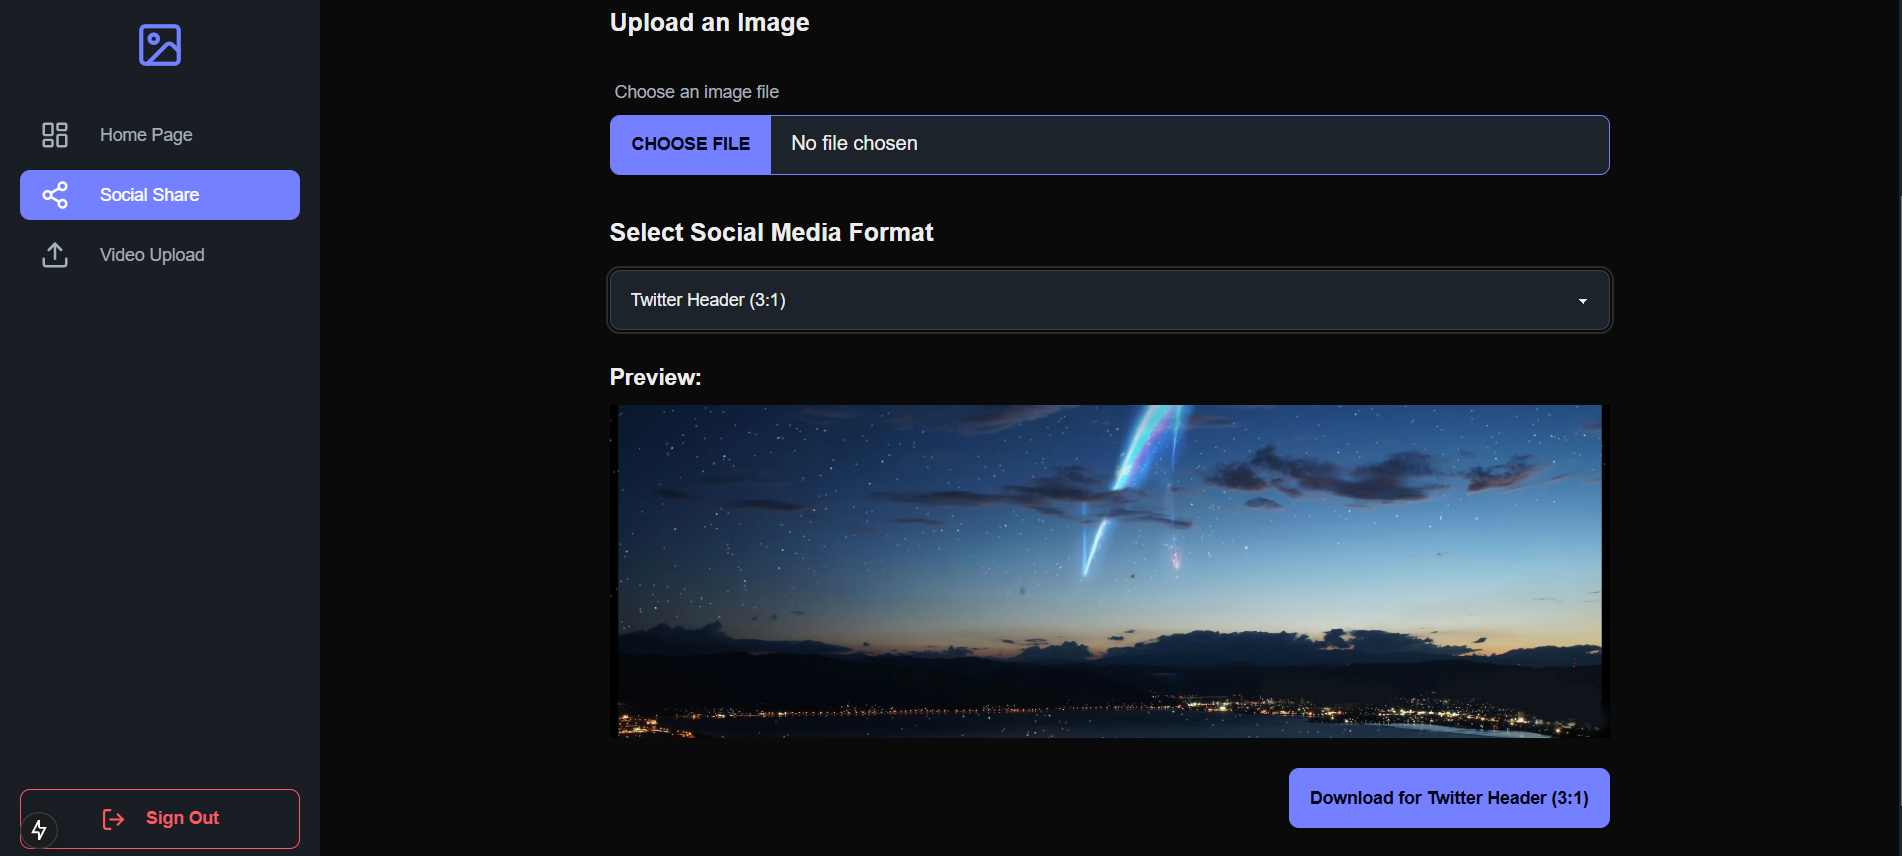 Home Page
Social Share
Video Upload
Sign Out
Upload an Image
Choose an image file
CHOOSE FILE No file chosen
Select Social Media Format
Twitter Header (3:1)
Preview:
Download for Twitter Header (3:1)